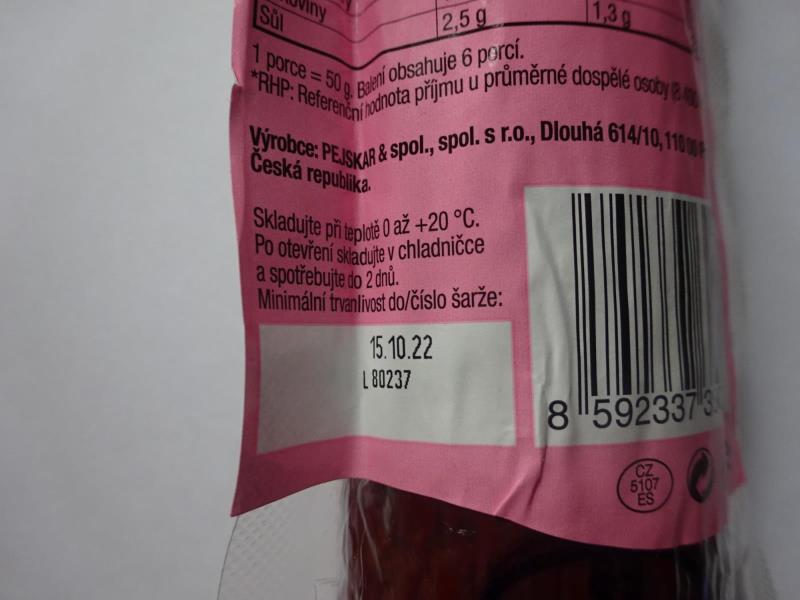 Sůl 2,5 g 1,3 g
1 porce = 50 g. Balení obsahuje 6 porcí.
*RHP: Referenční hodnota příjmu u průměrné dospělé osoby
Výrobce: PEJSKAR & spol., spol. s r.o., Dlouhá 614/10, 110 00
Česká republika.
Skladujte při teplotě 0 až +20 °C.
Po otevření skladujte v chladničce
a spotřebujte do 2 dnů.
Minimální trvanlivost do/číslo šarže:
15.10.22
L 80237
8 592337
CZ
5107
ES